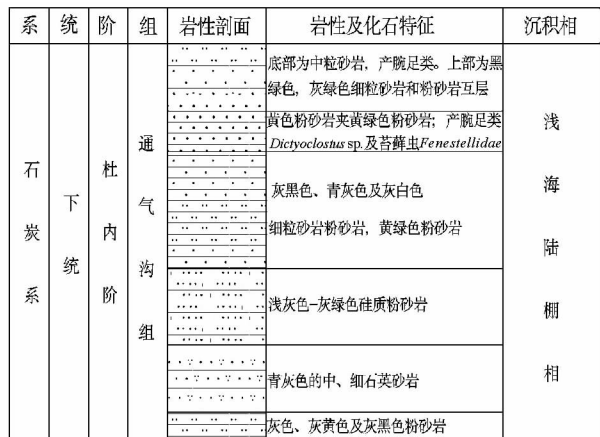 系 统 阶 组 岩性剖面 岩性及化石特征 沉积相
石炭系
下统
杜内阶
通气沟组
底部为中粒砂岩，产腕足类。上部为黑
绿色，灰绿色细粒砂岩和粉砂岩互层
黄色粉砂岩夹黄绿色粉砂岩；产腕足类
Dictyoclostus sp.及苔藓虫Fenestellidae
灰黑色、青灰色及灰白色
细粒砂岩粉砂岩，黄绿色粉砂岩
浅灰色-灰绿色硅质粉砂岩
青灰色的中、细石英砂岩
灰色、灰黄色及灰黑色粉砂岩
浅海陆棚相